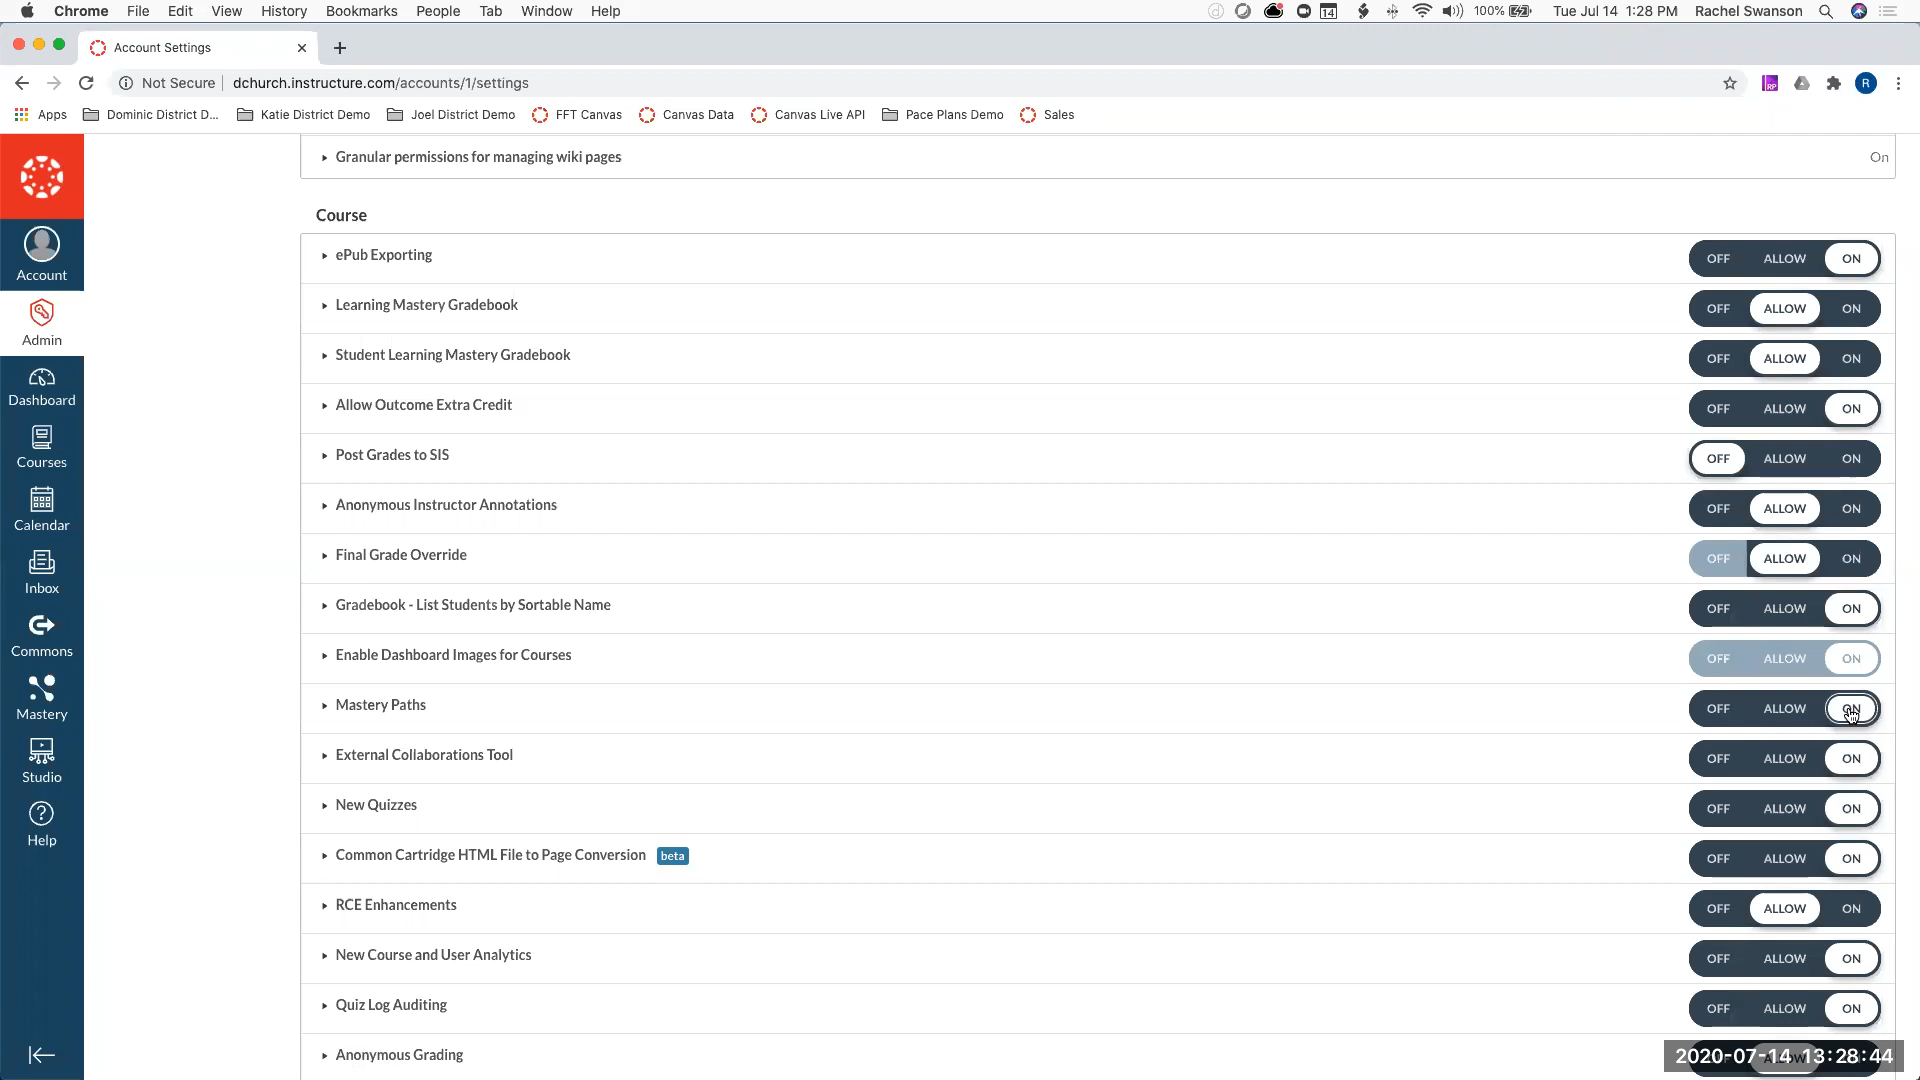 Chrome File Edit View History Bookmarks People Tab Window Help 14 100% Tue Jul 14 1:28 PM Rachel Swanson
Account Settings
Not Secure dchurch.instructure.com/accounts/1/settings RP R
Apps Dominic District D... Katie District Demo Joel District Demo FFT Canvas Canvas Data Canvas Live API Pace Plans Demo Sales
Account
Admin
Dashboard
Courses
Calendar
Inbox
Commons
Mastery
Studio
Help
Granular permissions for managing wiki pages On
Course
ePub Exporting OFF ALLOW ON
Learning Mastery Gradebook OFF ALLOW ON
Student Learning Mastery Gradebook OFF ALLOW ON
Allow Outcome Extra Credit OFF ALLOW ON
Post Grades to SIS OFF ALLOW ON
Anonymous Instructor Annotations OFF ALLOW ON
Final Grade Override OFF ALLOW ON
Gradebook - List Students by Sortable Name OFF ALLOW ON
Enable Dashboard Images for Courses OFF ALLOW ON
Mastery Paths OFF ALLOW ON
External Collaborations Tool OFF ALLOW ON
New Quizzes OFF ALLOW ON
Common Cartridge HTML File to Page Conversion beta OFF ALLOW ON
RCE Enhancements OFF ALLOW ON
New Course and User Analytics OFF ALLOW ON
Quiz Log Auditing OFF ALLOW ON
Anonymous Grading
2020-07-14 13:28:44